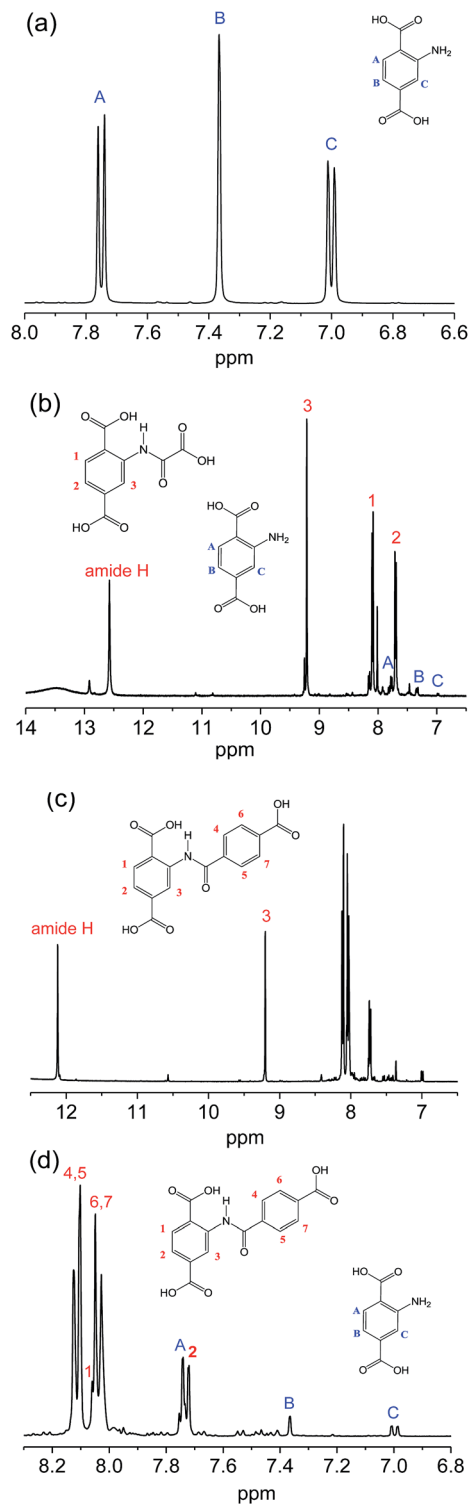 (a)
B
A
C
HO
O
NH₂
A
B
C
O
OH
8.0 7.8 7.6 7.4 7.2 7.0 6.8 6.6
ppm
(b)
O
OH
H
O
N
OH
O
1
2
3
HO
O
3
HO
O
NH₂
A
B
C
O
OH
1
2
amide H
A
B
C
14 13 12 11 10 9 8 7
ppm
(c)
O
OH
H
N
O
6
4
7
5
OH
O
1
2
3
HO
O
amide H
3
12 11 10 9 8 7
ppm
(d)
4,5
6,7
1
O
OH
H
N
O
6
4
7
5
OH
O
1
2
3
HO
O
HO
O
NH₂
A
B
C
O
OH
A
2
B
C
8.2 8.0 7.8 7.6 7.4 7.2 7.0 6.8
ppm